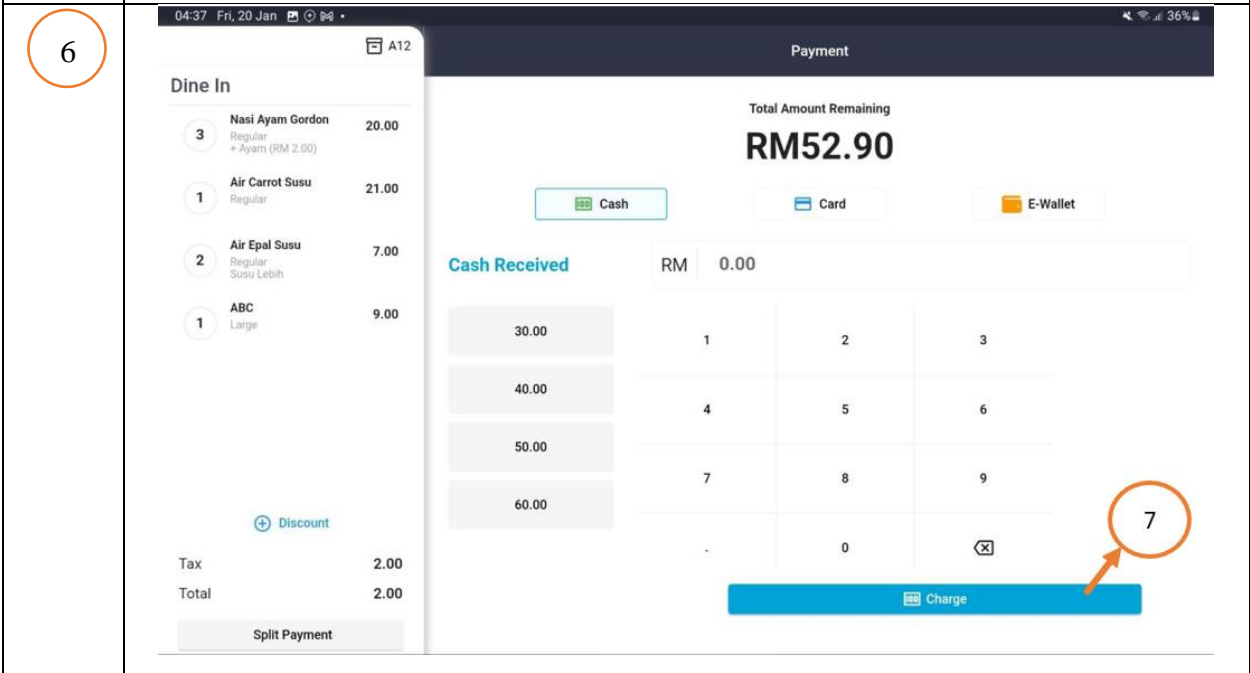 6
04:37 Fri, 20 Jan
36%
A12
Payment
Dine In
3 Nasi Ayam Gordon 20.00
Regular
+ Ayam (RM 2.00)
1 Air Carrot Susu 21.00
Regular
2 Air Epal Susu 7.00
Regular
Susu Lebih
1 ABC 9.00
Large
Discount
Tax 2.00
Total 2.00
Split Payment
Total Amount Remaining
RM52.90
Cash Card E-Wallet
Cash Received RM 0.00
30.00
40.00
50.00
60.00
1 2 3
4 5 6
7 8 9
. 0
7
Charge